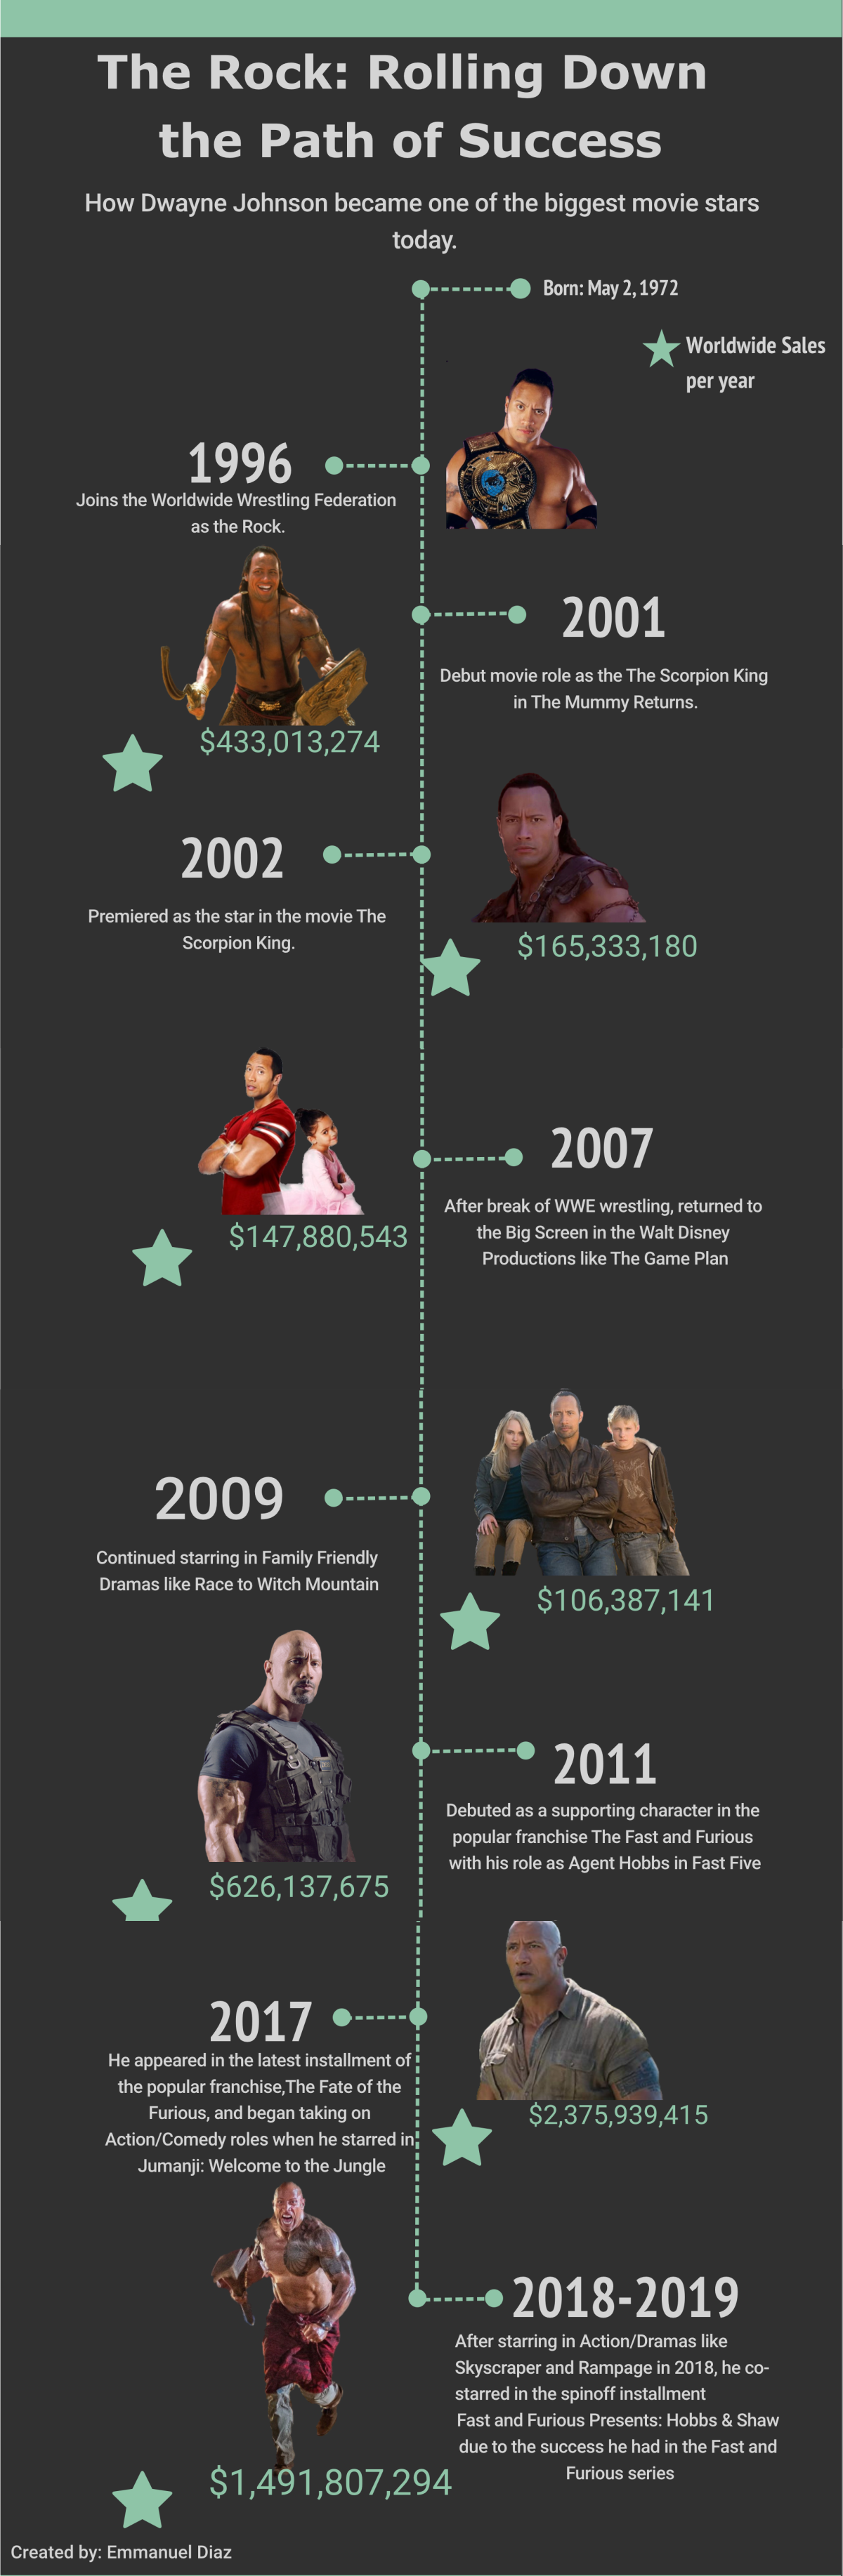 The Rock: Rolling Down
the Path of Success
How Dwayne Johnson became one of the biggest movie stars
today.
Born: May 2, 1972
Worldwide Sales
per year
1996
Joins the Worldwide Wrestling Federation
as the Rock.
2001
Debut movie role as the The Scorpion King
in The Mummy Returns.
$433,013,274
2002
Premiered as the star in the movie The
Scorpion King.
$165,333,180
2007
After break of WWE wrestling, returned to
the Big Screen in the Walt Disney
Productions like The Game Plan
$147,880,543
2009
Continued starring in Family Friendly
Dramas like Race to Witch Mountain
$106,387,141
2011
Debuted as a supporting character in the
popular franchise The Fast and Furious
with his role as Agent Hobbs in Fast Five
$626,137,675
2017
He appeared in the latest installment of
the popular franchise,The Fate of the
Furious, and began taking on
Action/Comedy roles when he starred in
Jumanji: Welcome to the Jungle
$2,375,939,415
2018-2019
After starring in Action/Dramas like
Skyscraper and Rampage in 2018, he co-
starred in the spinoff installment
Fast and Furious Presents: Hobbs & Shaw
due to the success he had in the Fast and
Furious series
$1,491,807,294
Created by: Emmanuel Diaz